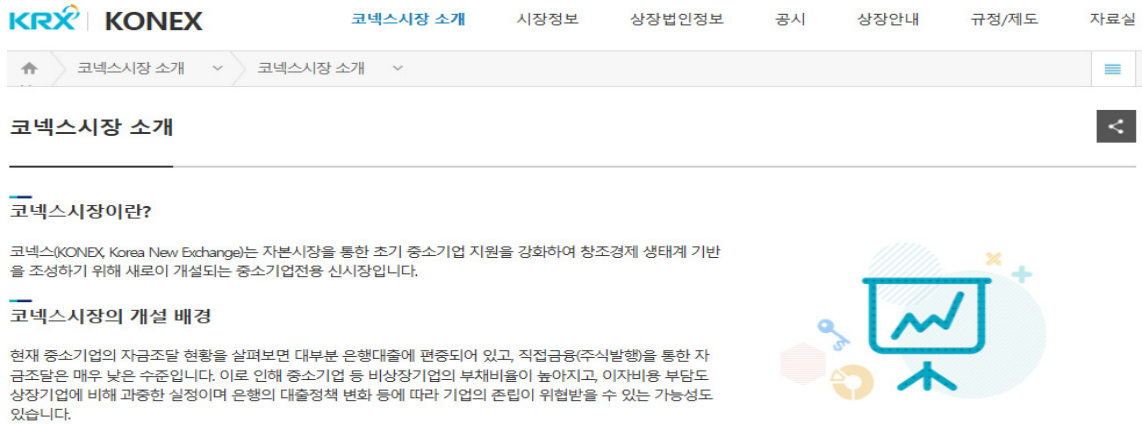 KRX KONEX
코넥스시장 소개 시장정보 상장법인정보 공시 상장안내 규정/제도 자료실
코넥스시장 소개 코넥스시장 소개
코넥스시장 소개
코넥스시장이란?
코넥스(KONEX, Korea New Exchange)는 자본시장을 통한 초기 중소기업 지원을 강화하여 창조경제 생태계 기반
을 조성하기 위해 새로이 개설되는 중소기업전용 신시장입니다.
코넥스시장의 개설 배경
현재 중소기업의 자금조달 현황을 살펴보면 대부분 은행대출에 편중되어 있고, 직접금융(주식발행)을 통한 자
금조달은 매우 낮은 수준입니다. 이로 인해 중소기업 등 비상장기업의 부채비율이 높아지고, 이자비용 부담도
상장기업에 비해 과중한 실정이며 은행의 대출정책 변화 등에 따라 기업의 존립이 위협받을 수 있는 가능성도
있습니다.